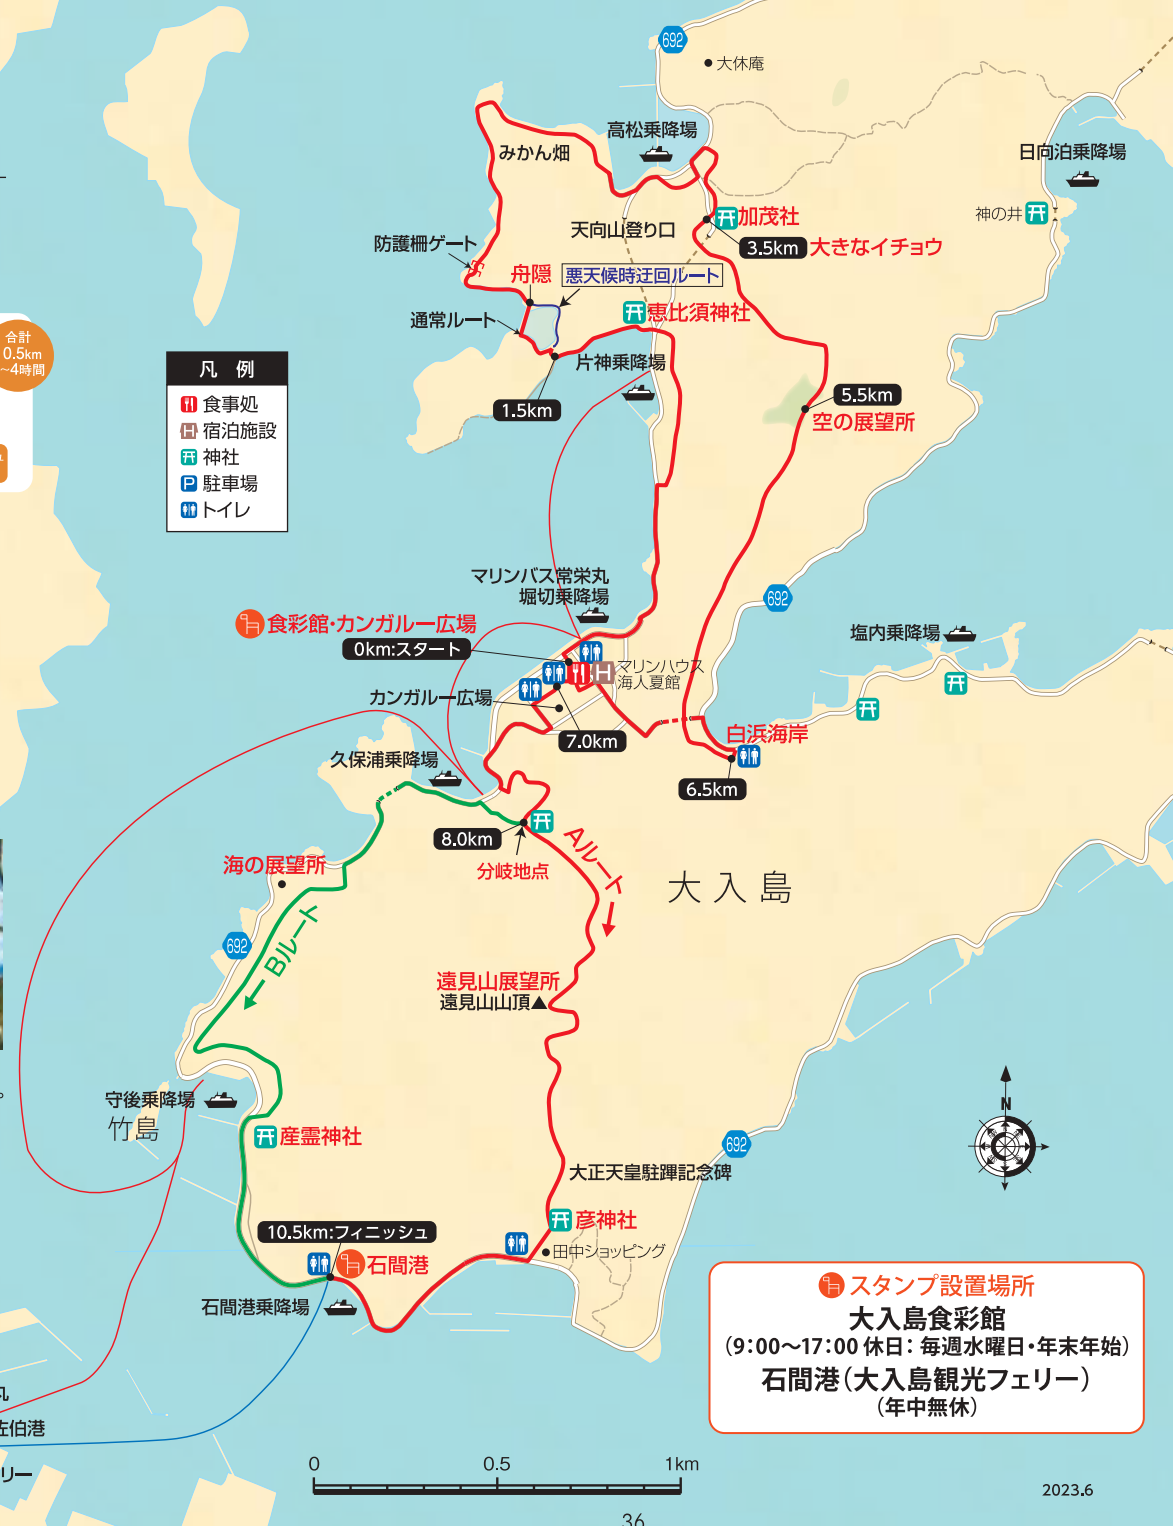 692
大休庵
高松乗降場
みかん畑
日向泊乗降場
神の井
加茂社
天向山登り口
3.5km
大きなイチョウ
防護柵ゲート
舟隠
悪天候時迂回ルート
恵比須神社
通常ルート
片神乗降場
合計
0.5km
~4時間
凡 例
食事処
宿泊施設
神社
P 駐車場
トイレ
1.5km
5.5km
空の展望所
マリンバス常栄丸
堀切乗降場
692
食彩館・カンガルー広場
0km:スタート
塩内乗降場
マリンハウス
海人夏館
カンガルー広場
7.0km
白浜海岸
6.5km
久保浦乗降場
8.0km
分岐地点
Aルート
海の展望所
大入島
692
Bルート
遠見山展望所
遠見山山頂▲
守後乗降場
竹島
産霊神社
N
692
大正天皇駐蹕記念碑
彦神社
田中ショッピング
10.5km:フィニッシュ
石間港
石間港乗降場
スタンプ設置場所
大入島食彩館
(9:00〜17:00 休日: 毎週水曜日・年末年始)
石間港(大入島観光フェリー)
(年中無休)
丸
佐伯港
リー
0 0.5 1km
2023.6
36